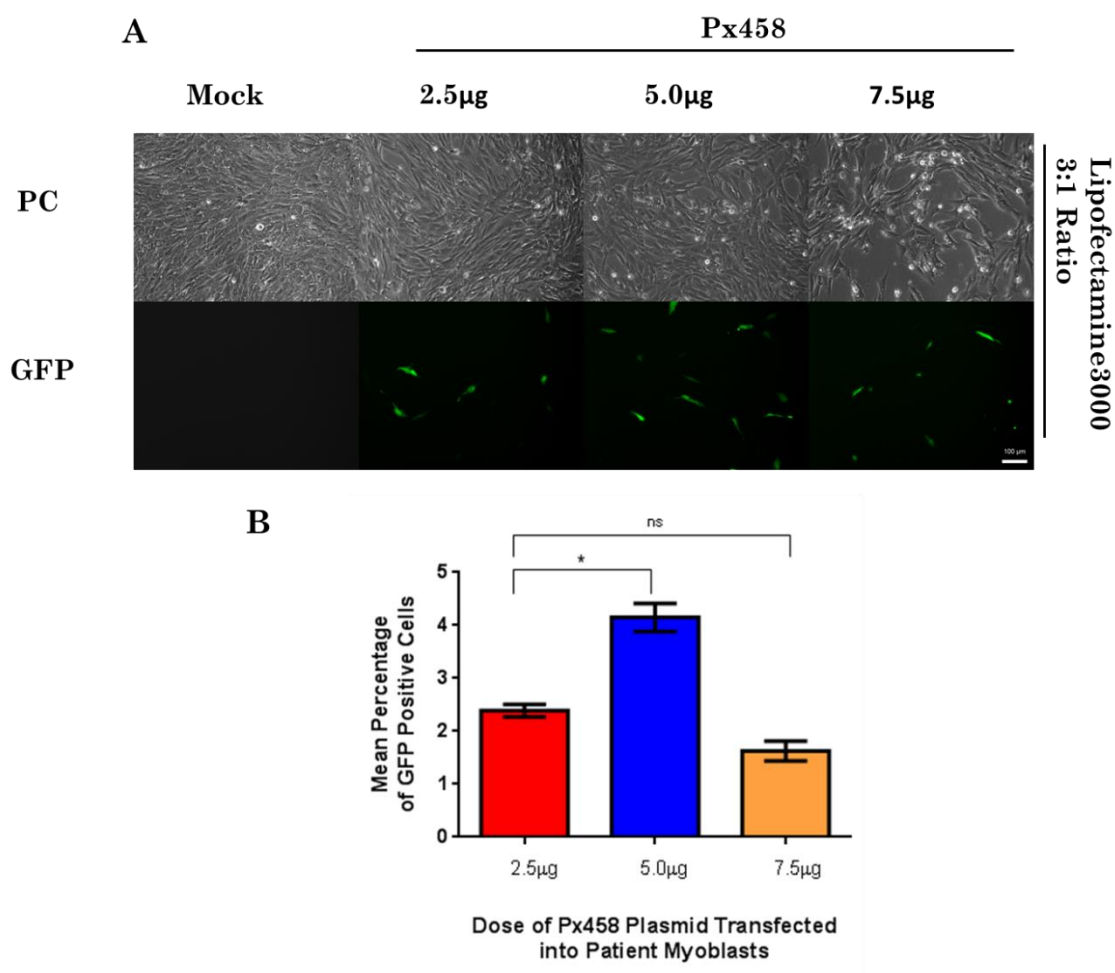 A
Px458
Mock 2.5µg 5.0µg 7.5µg
PC
GFP
Lipofectamine3000
3:1 Ratio
100 µm
B
ns
*
5
4
3
2
1
0
Mean Percentage
of GFP Positive Cells
2.5µg 5.0µg 7.5µg
Dose of Px458 Plasmid Transfected
into Patient Myoblasts